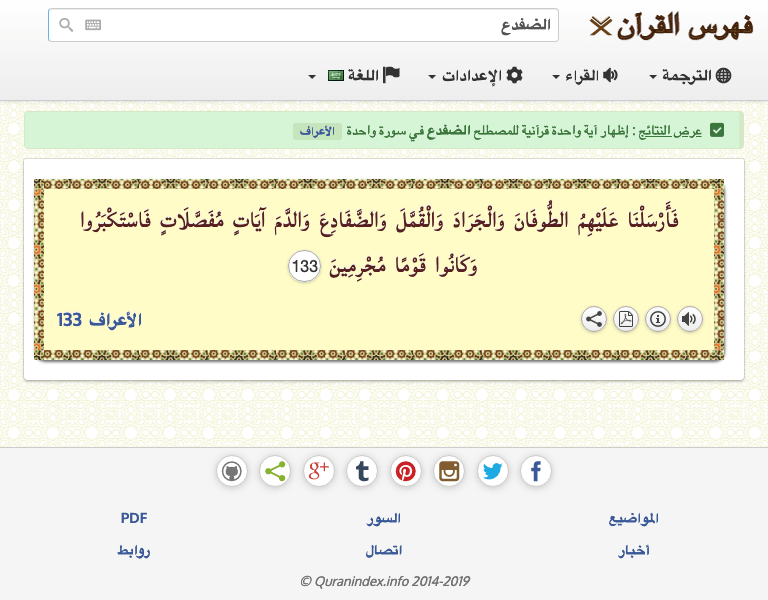 فهرس القرآن
الضفدع
الترجمة
القراء
الإعدادات
اللغة
عرض النتائج : إظهار آية واحدة قرآنية للمصطلح الضفدع في سورة واحدة الأعراف
فَأَرْسَلْنَا عَلَيْهِمُ الطُّوفَانَ وَالْجَرَادَ وَالْقُمَّلَ وَالضَّفَادِعَ وَالدَّمَ آيَاتٍ مُفَصَّلَاتٍ فَاسْتَكْبَرُوا
وَكَانُوا قَوْمًا مُجْرِمِينَ 133
الأعراف 133
المواضيع
السور
PDF
أخبار
اتصال
روابط
© Quranindex.info 2014-2019